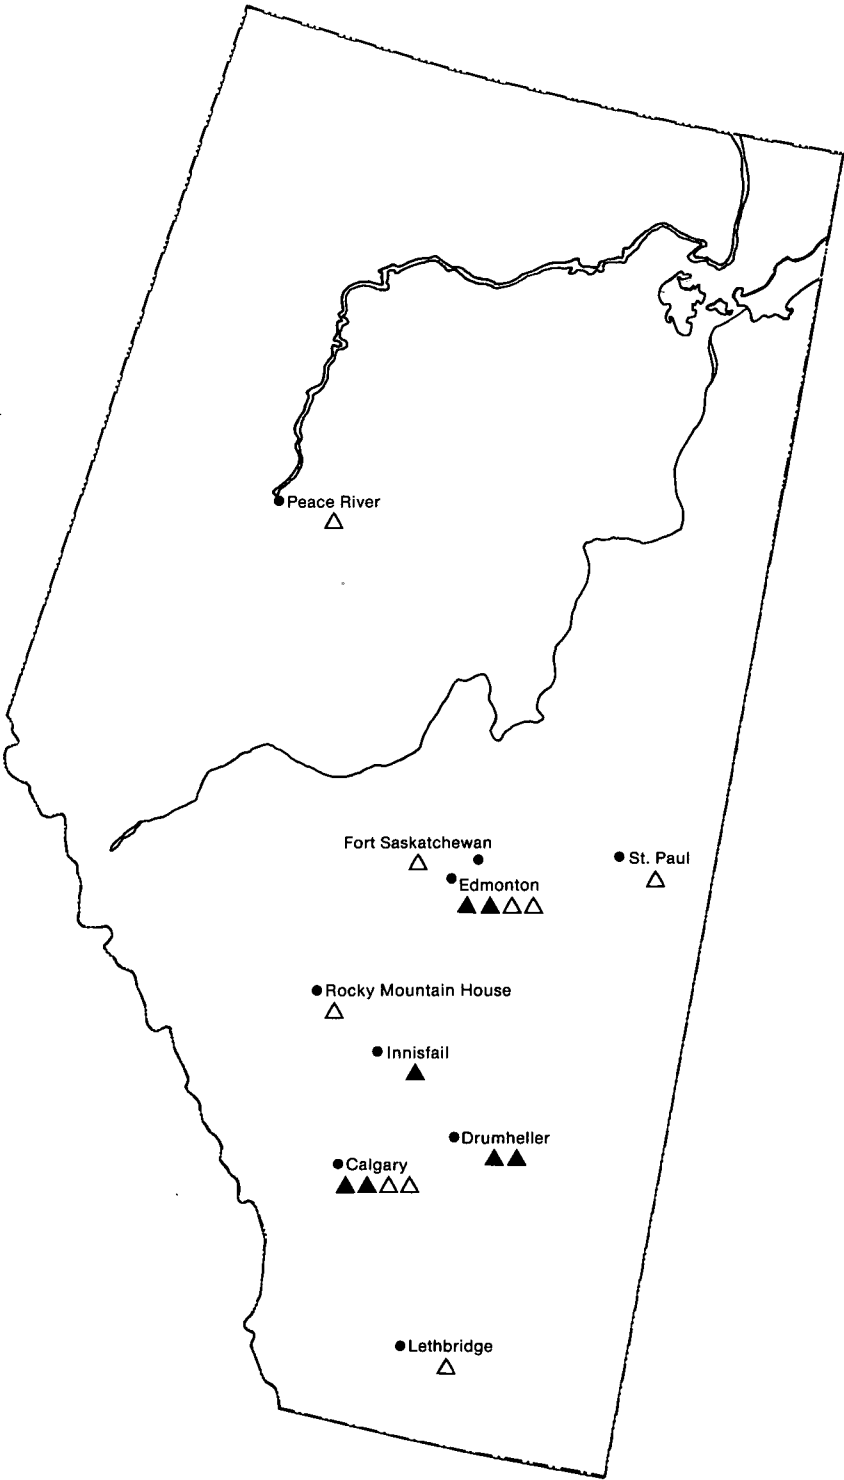 Peace River
Fort Saskatchewan
St. Paul
Edmonton
Rocky Mountain House
Innisfail
Drumheller
Calgary
Lethbridge